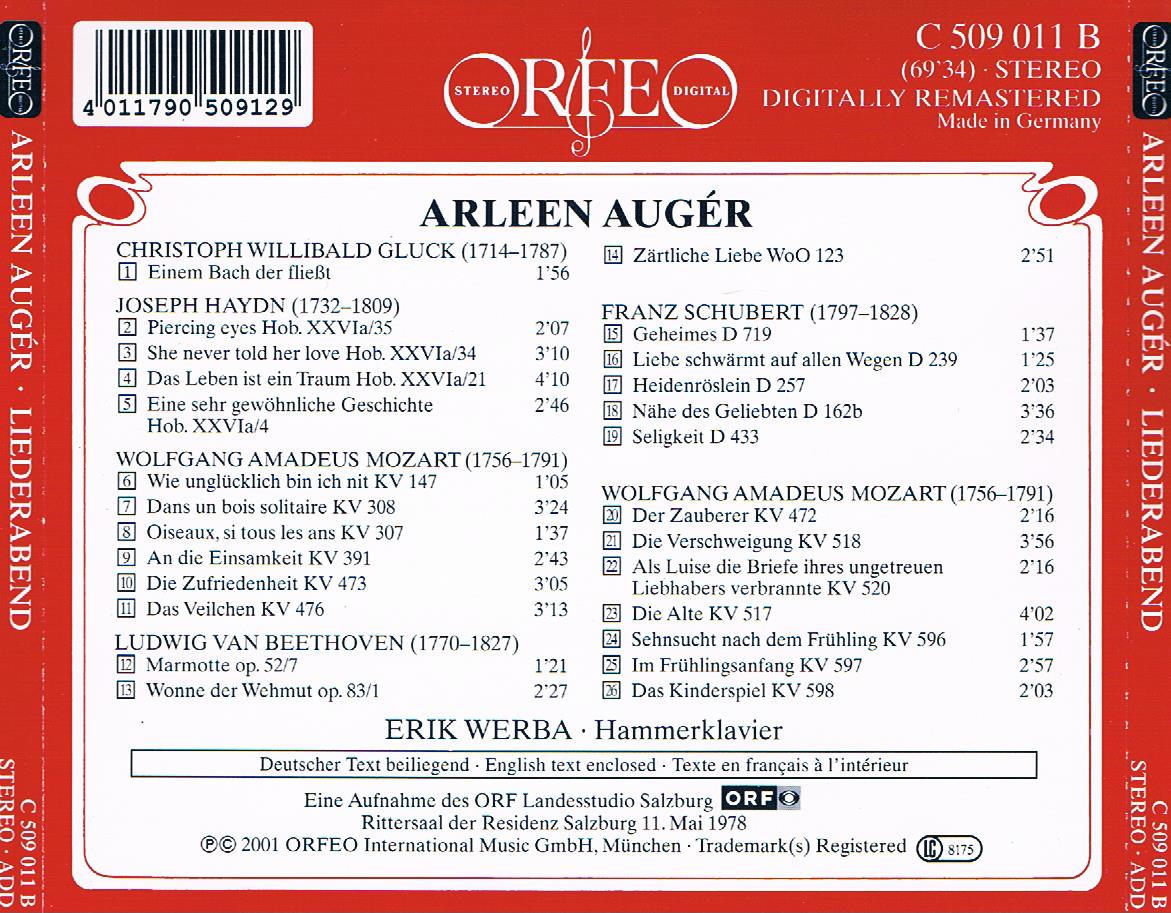 ORFEO
ARLEEN AUGÉR · LIEDERABEND
C 509 011 B
STEREO · ADD
4 011790 509129
STEREO ORFEO DIGITAL
C 509 011 B
(69'34) · STEREO
DIGITALLY REMASTERED
Made in Germany
ARLEEN AUGÉR
CHRISTOPH WILLIBALD GLUCK (1714–1787)
1 Einem Bach der fließt 1'56
JOSEPH HAYDN (1732–1809)
2 Piercing eyes Hob. XXVIa/35 2'07
3 She never told her love Hob. XXVIa/34 3'10
4 Das Leben ist ein Traum Hob. XXVIa/21 4'10
5 Eine sehr gewöhnliche Geschichte 2'46
Hob. XXVIa/4
WOLFGANG AMADEUS MOZART (1756–1791)
6 Wie unglücklich bin ich nit KV 147 1'05
7 Dans un bois solitaire KV 308 3'24
8 Oiseaux, si tous les ans KV 307 1'37
9 An die Einsamkeit KV 391 2'43
10 Die Zufriedenheit KV 473 3'05
11 Das Veilchen KV 476 3'13
LUDWIG VAN BEETHOVEN (1770–1827)
12 Marmotte op. 52/7 1'21
13 Wonne der Wehmut op. 83/1 2'27
14 Zärtliche Liebe WoO 123 2'51
FRANZ SCHUBERT (1797–1828)
15 Geheimes D 719 1'37
16 Liebe schwärmt auf allen Wegen D 239 1'25
17 Heidenröslein D 257 2'03
18 Nähe des Geliebten D 162b 3'36
19 Seligkeit D 433 2'34
WOLFGANG AMADEUS MOZART (1756–1791)
20 Der Zauberer KV 472 2'16
21 Die Verschweigung KV 518 3'56
22 Als Luise die Briefe ihres ungetreuen 2'16
Liebhabers verbrannte KV 520
23 Die Alte KV 517 4'02
24 Sehnsucht nach dem Frühling KV 596 1'57
25 Im Frühlingsanfang KV 597 2'57
26 Das Kinderspiel KV 598 2'03
ERIK WERBA · Hammerklavier
Deutscher Text beiliegend · English text enclosed · Texte en français à l'intérieur
Eine Aufnahme des ORF Landesstudio Salzburg ORF
Rittersaal der Residenz Salzburg 11. Mai 1978
ⓟ© 2001 ORFEO International Music GmbH, München · Trademark(s) Registered LC 8175
ORFEO
ARLEEN AUGÉR · LIEDERABEND
C 509 011 B
STEREO · ADD